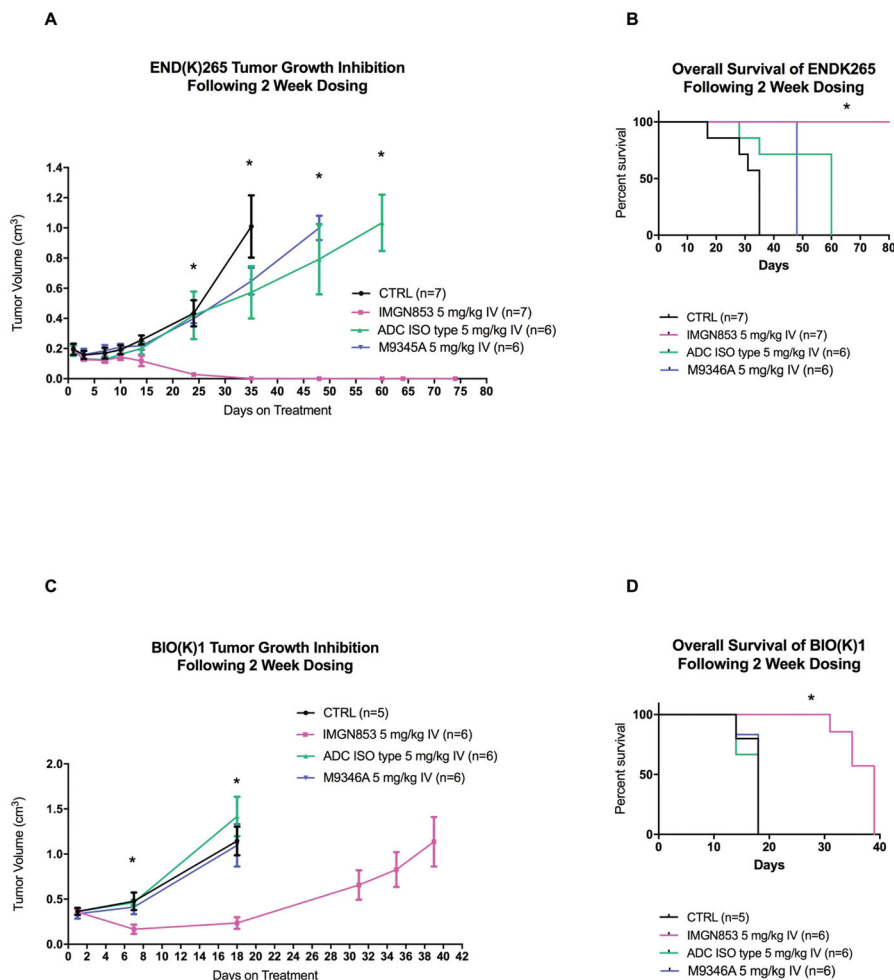 A
END(K)265 Tumor Growth Inhibition
Following 2 Week Dosing
Tumor Volume (cm3)
1.4
1.2
1.0
0.8
0.6
0.4
0.2
0.0
* * * *
CTRL (n=7)
IMGN853 5 mg/kg IV (n=7)
ADC ISO type 5 mg/kg IV (n=6)
M9345A 5 mg/kg IV (n=6)
0 5 10 15 20 25 30 35 40 45 50 55 60 65 70 75 80
Days on Treatment
B
Overall Survival of ENDK265
Following 2 Week Dosing
*
Percent survival
100
50
0
0 10 20 30 40 50 60 70 80
Days
CTRL (n=7)
IMGN853 5 mg/kg IV (n=7)
ADC ISO type 5 mg/kg IV (n=6)
M9346A 5 mg/kg IV (n=6)
C
BIO(K)1 Tumor Growth Inhibition
Following 2 Week Dosing
CTRL (n=5)
IMGN853 5 mg/kg IV (n=6)
ADC ISO type 5 mg/kg IV (n=6)
M9346A 5 mg/kg IV (n=6)
Tumor Volume (cm3)
2.0
1.5
1.0
0.5
0.0
* *
0 2 4 6 8 10 12 14 16 18 20 22 24 26 28 30 32 34 36 38 40 42
Days on Treatment
D
Overall Survival of BIO(K)1
Following 2 Week Dosing
*
Percent survival
100
50
0
0 10 20 30 40
Days
CTRL (n=5)
IMGN853 5 mg/kg IV (n=6)
ADC ISO type 5 mg/kg IV (n=6)
M9346A 5 mg/kg IV (n=6)